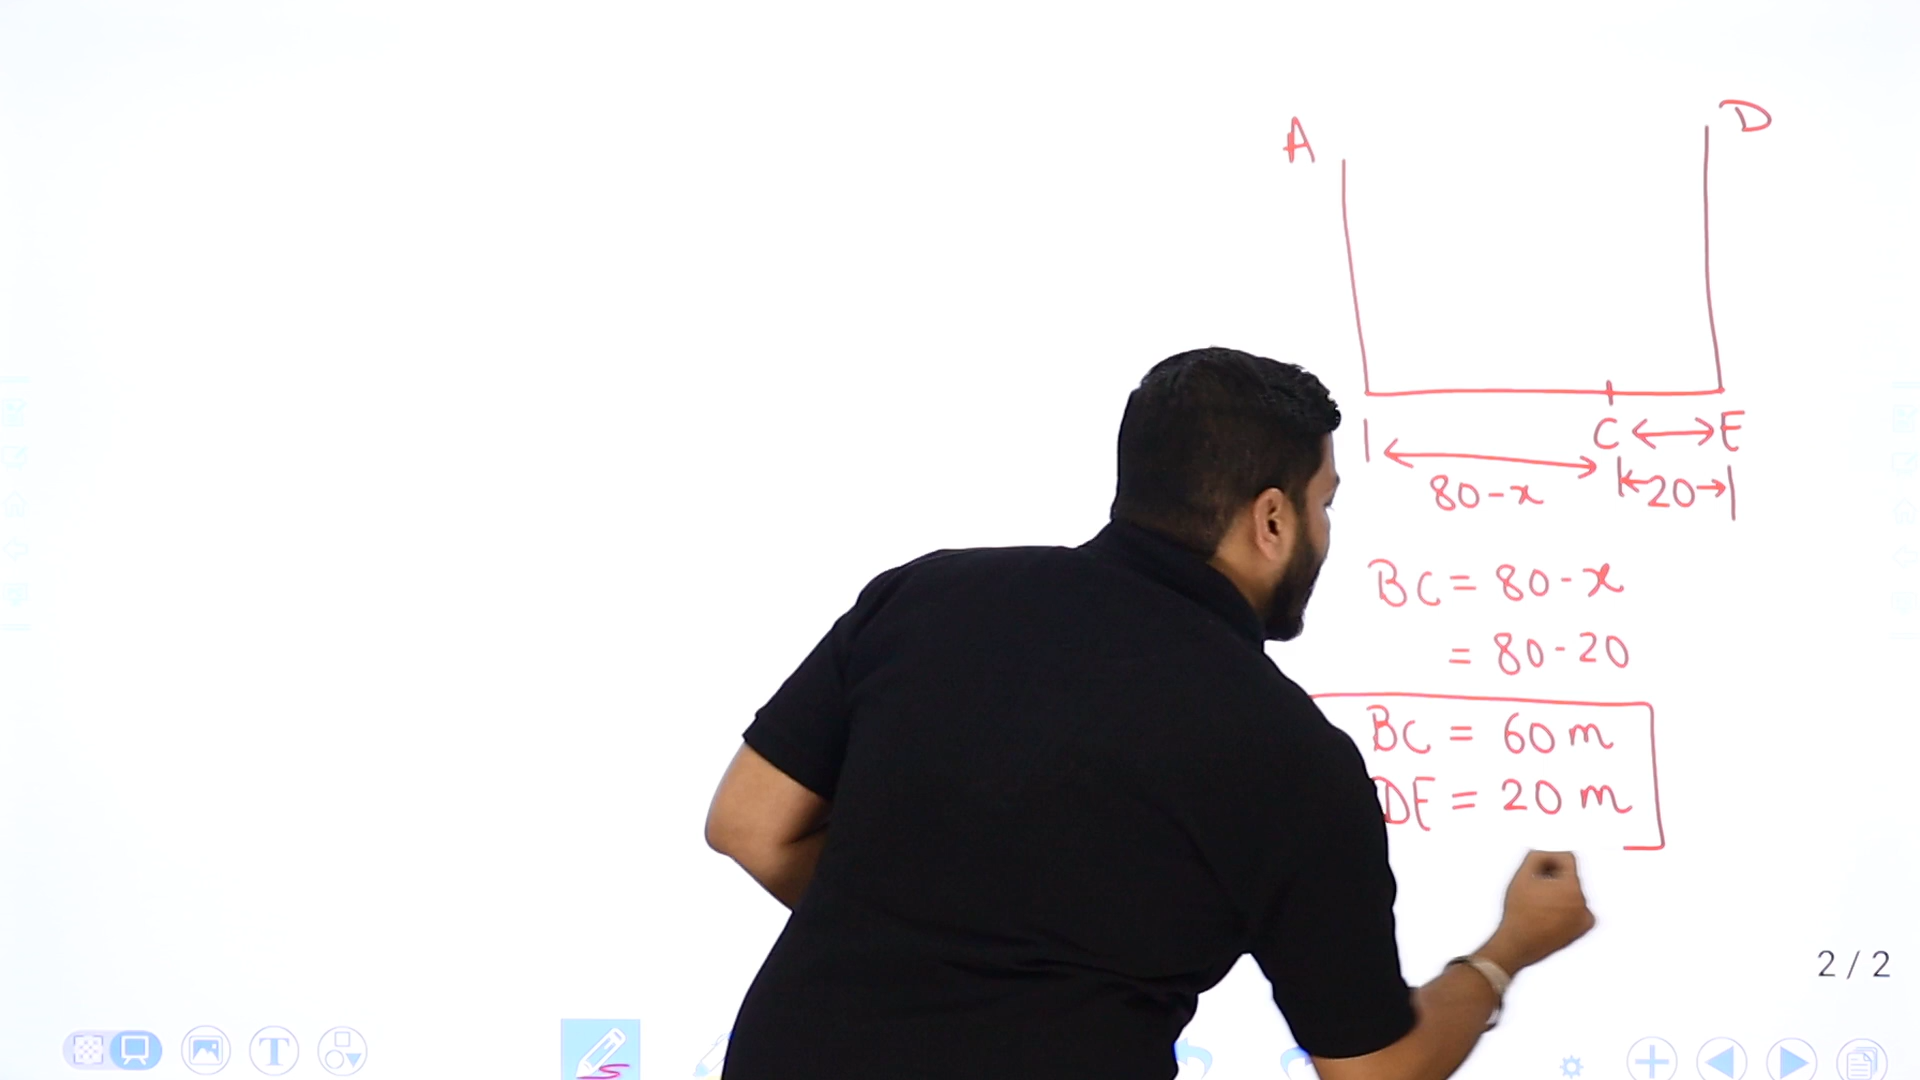 A
D
C
E
80-x
20
BC = 80-x
= 80-20
BC = 60 m
DE = 20 m
2 / 2
T